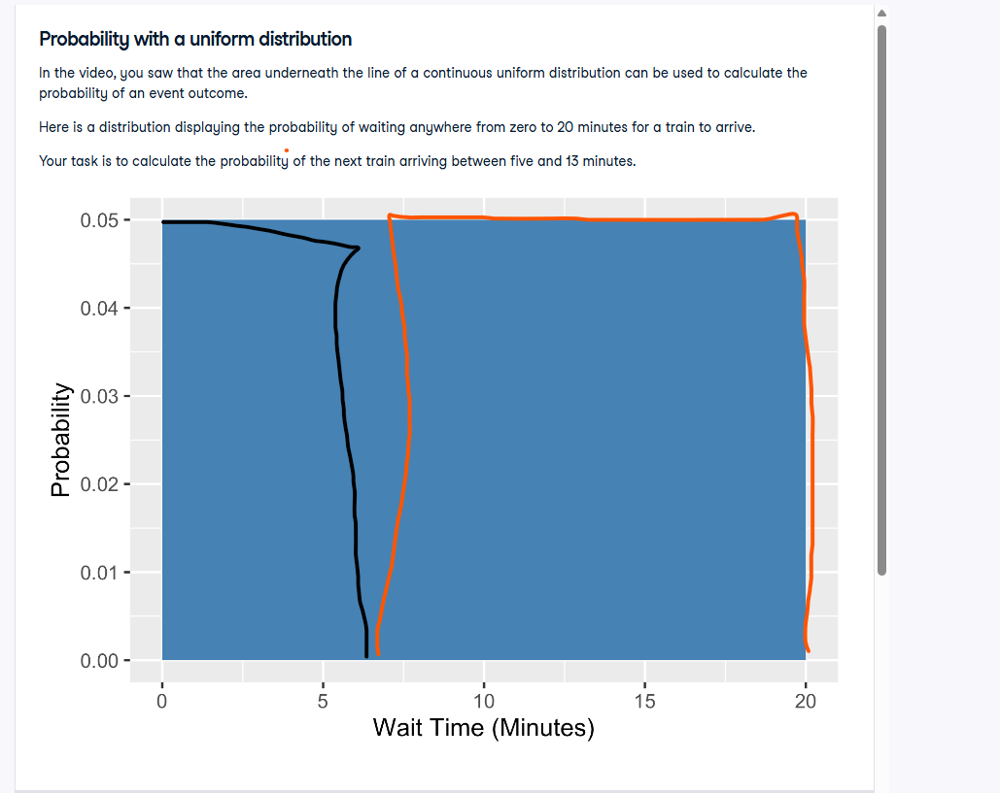 Probability with a uniform distribution
In the video, you saw that the area underneath the line of a continuous uniform distribution can be used to calculate the
probability of an event outcome.
Here is a distribution displaying the probability of waiting anywhere from zero to 20 minutes for a train to arrive.
Your task is to calculate the probability of the next train arriving between five and 13 minutes.
0.05
0.04
0.03
0.02
0.01
0.00
Probability
0 5 10 15 20
Wait Time (Minutes)